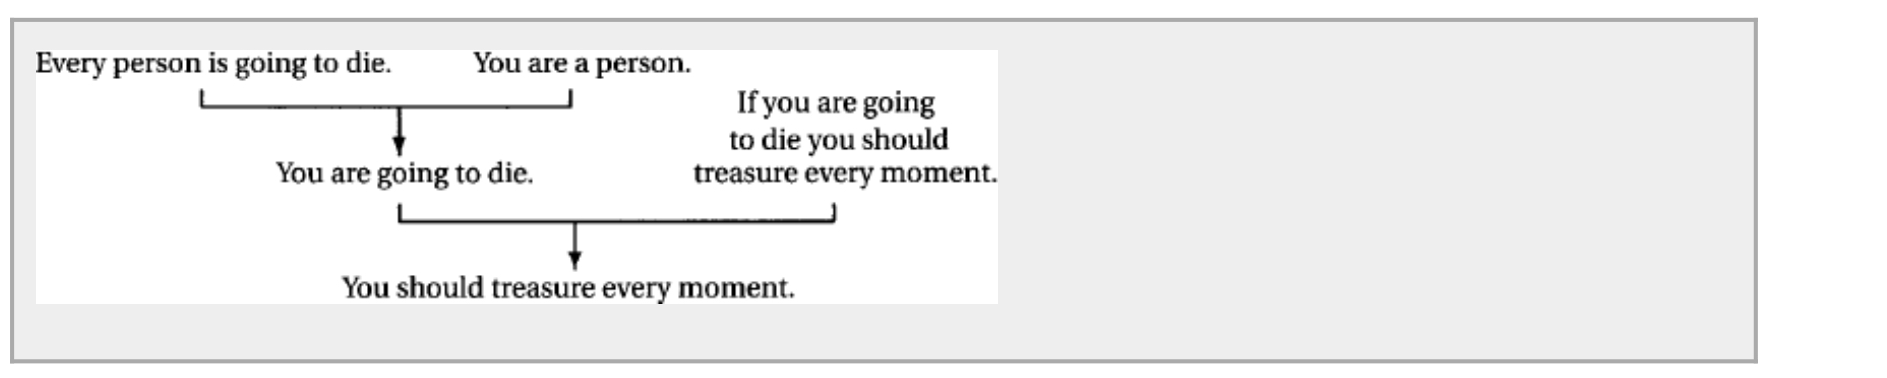 Every person is going to die. You are a person.
If you are going
to die you should
You are going to die. treasure every moment.
You should treasure every moment.